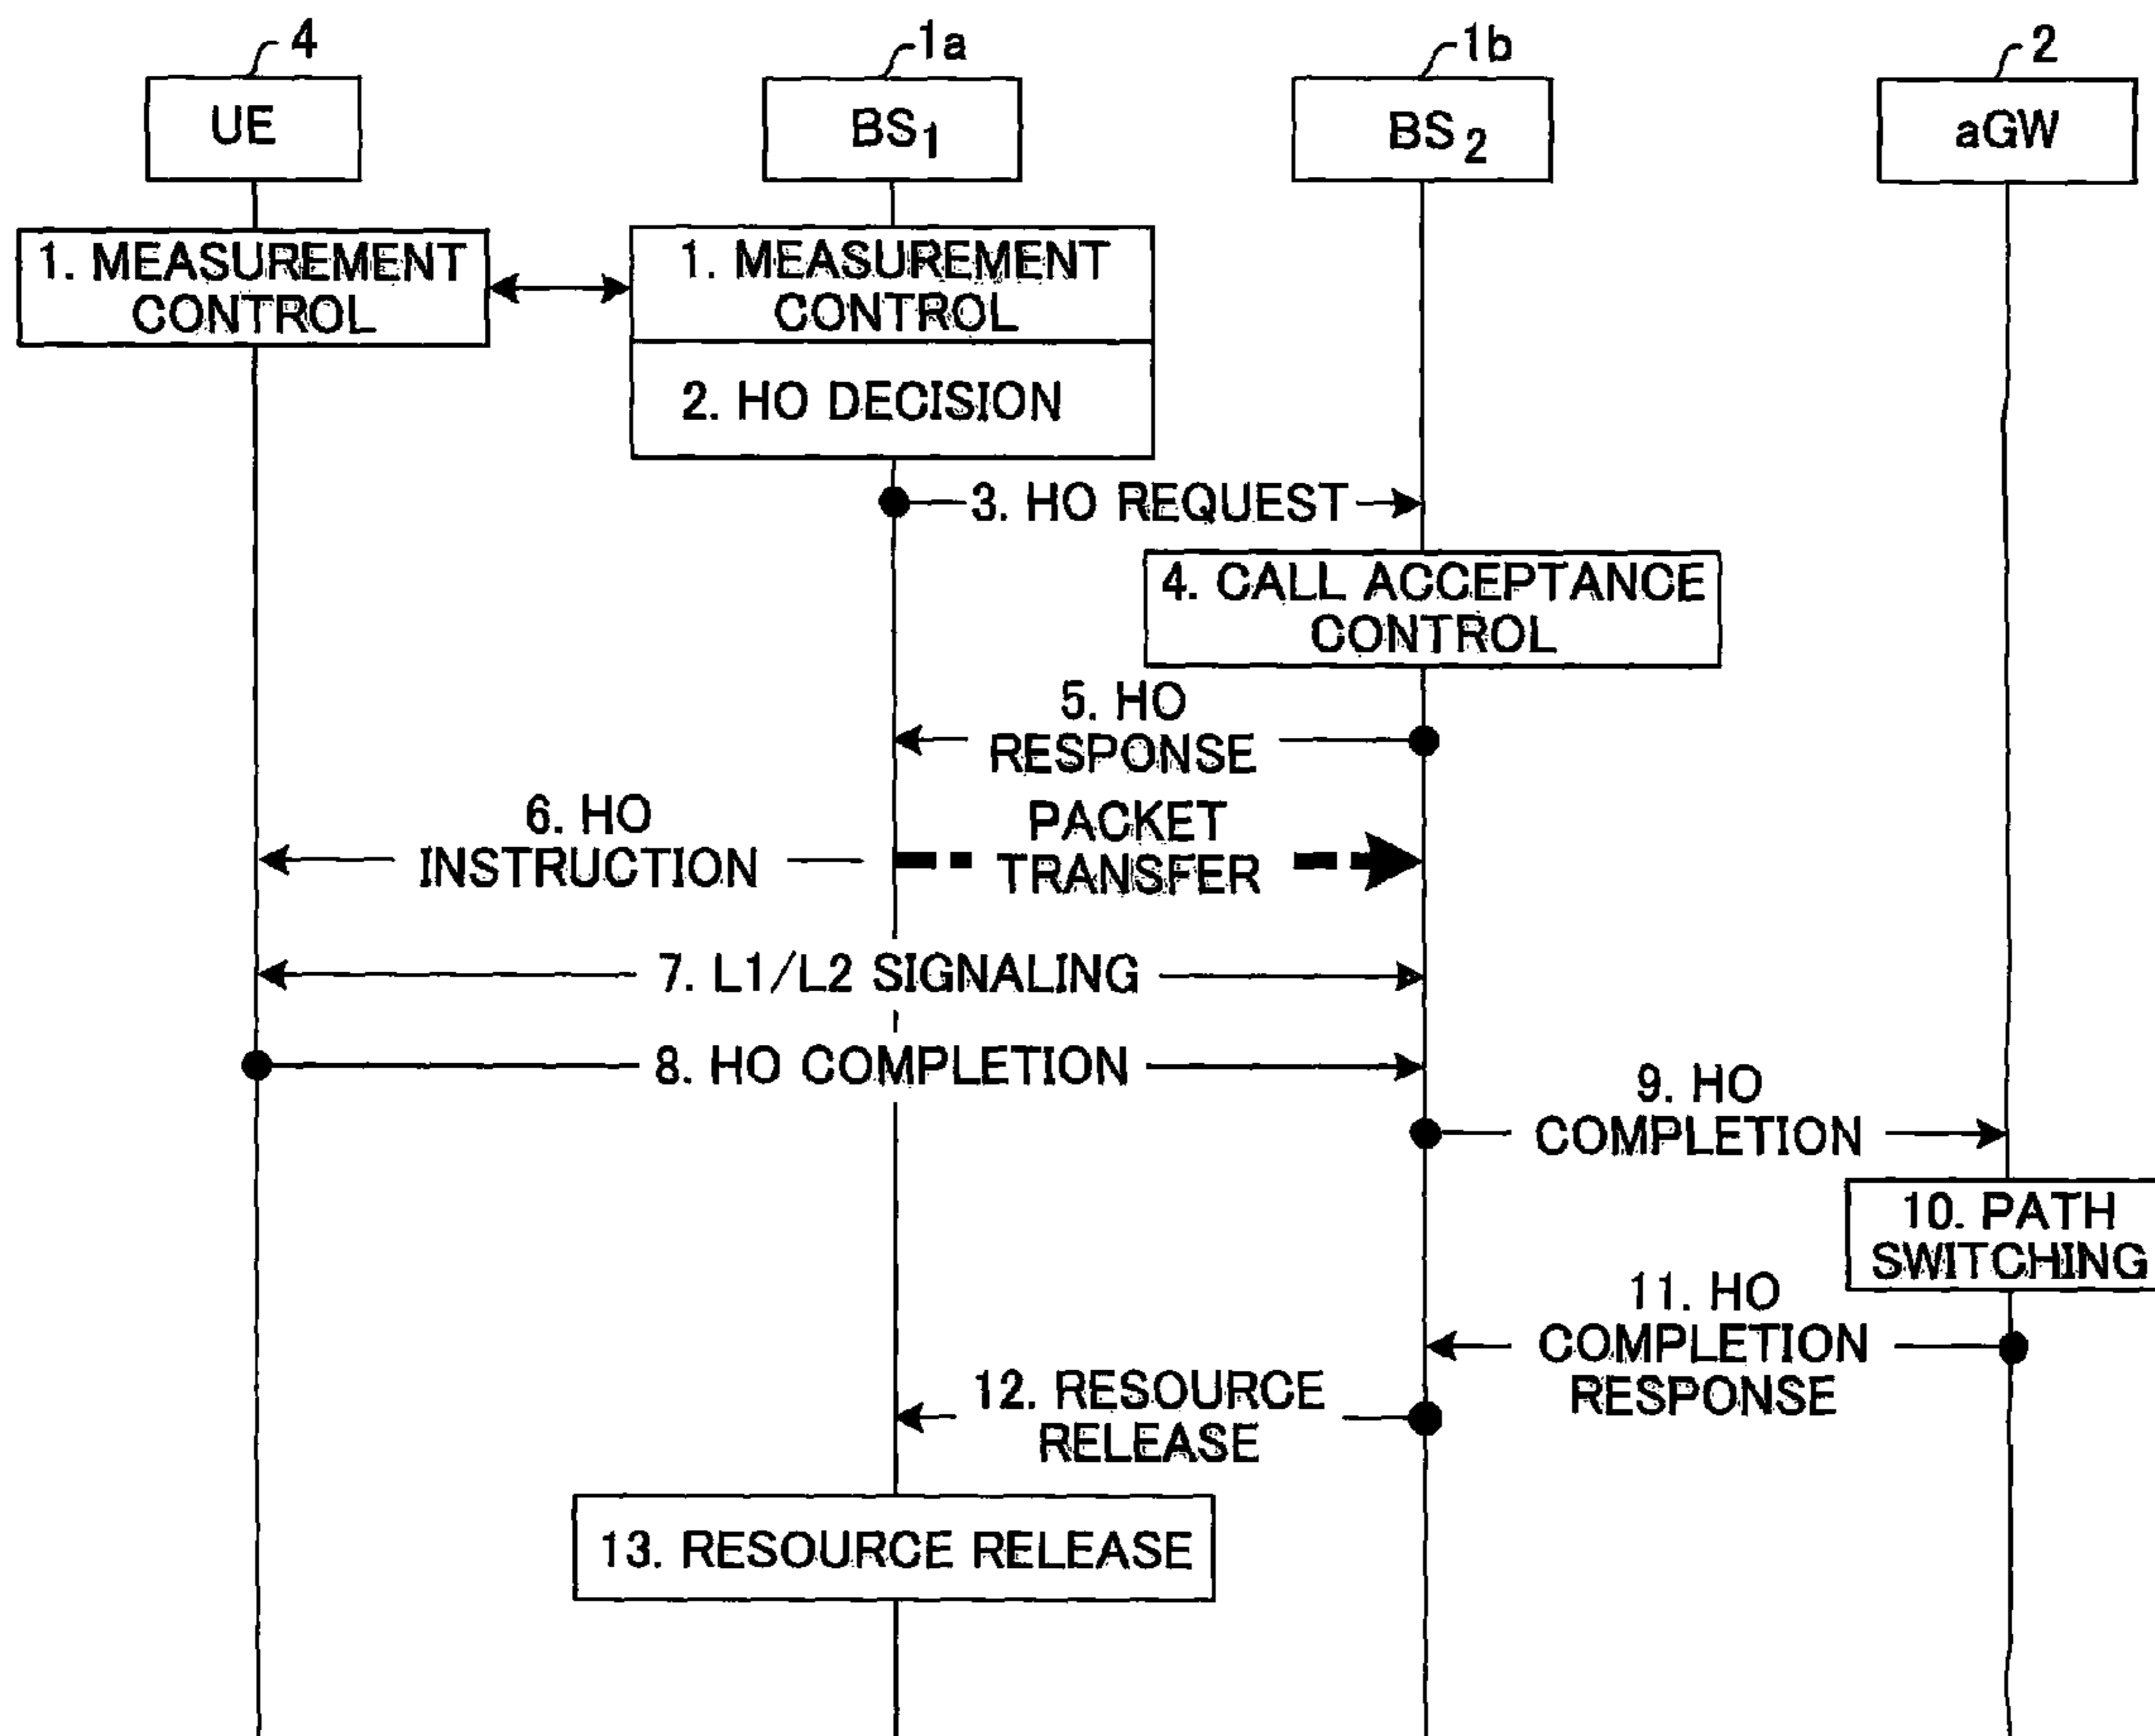 4
1a
1b
2
UE
BS1
BS2
aGW
1. MEASUREMENT
CONTROL
1. MEASUREMENT
CONTROL
2. HO DECISION
3. HO REQUEST
4. CALL ACCEPTANCE
CONTROL
5. HO
RESPONSE
6. HO
INSTRUCTION
PACKET
TRANSFER
7. L1/L2 SIGNALING
8. HO COMPLETION
9. HO
COMPLETION
10. PATH
SWITCHING
11. HO
COMPLETION
RESPONSE
12. RESOURCE
RELEASE
13. RESOURCE RELEASE